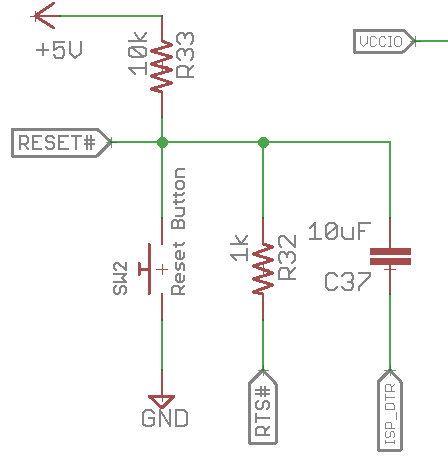 +5V
10k
R33
VCCIO
RESET#
SW2
Reset Button
1k
R32
10uF
C37
GND
RTS#
ISP_DTR